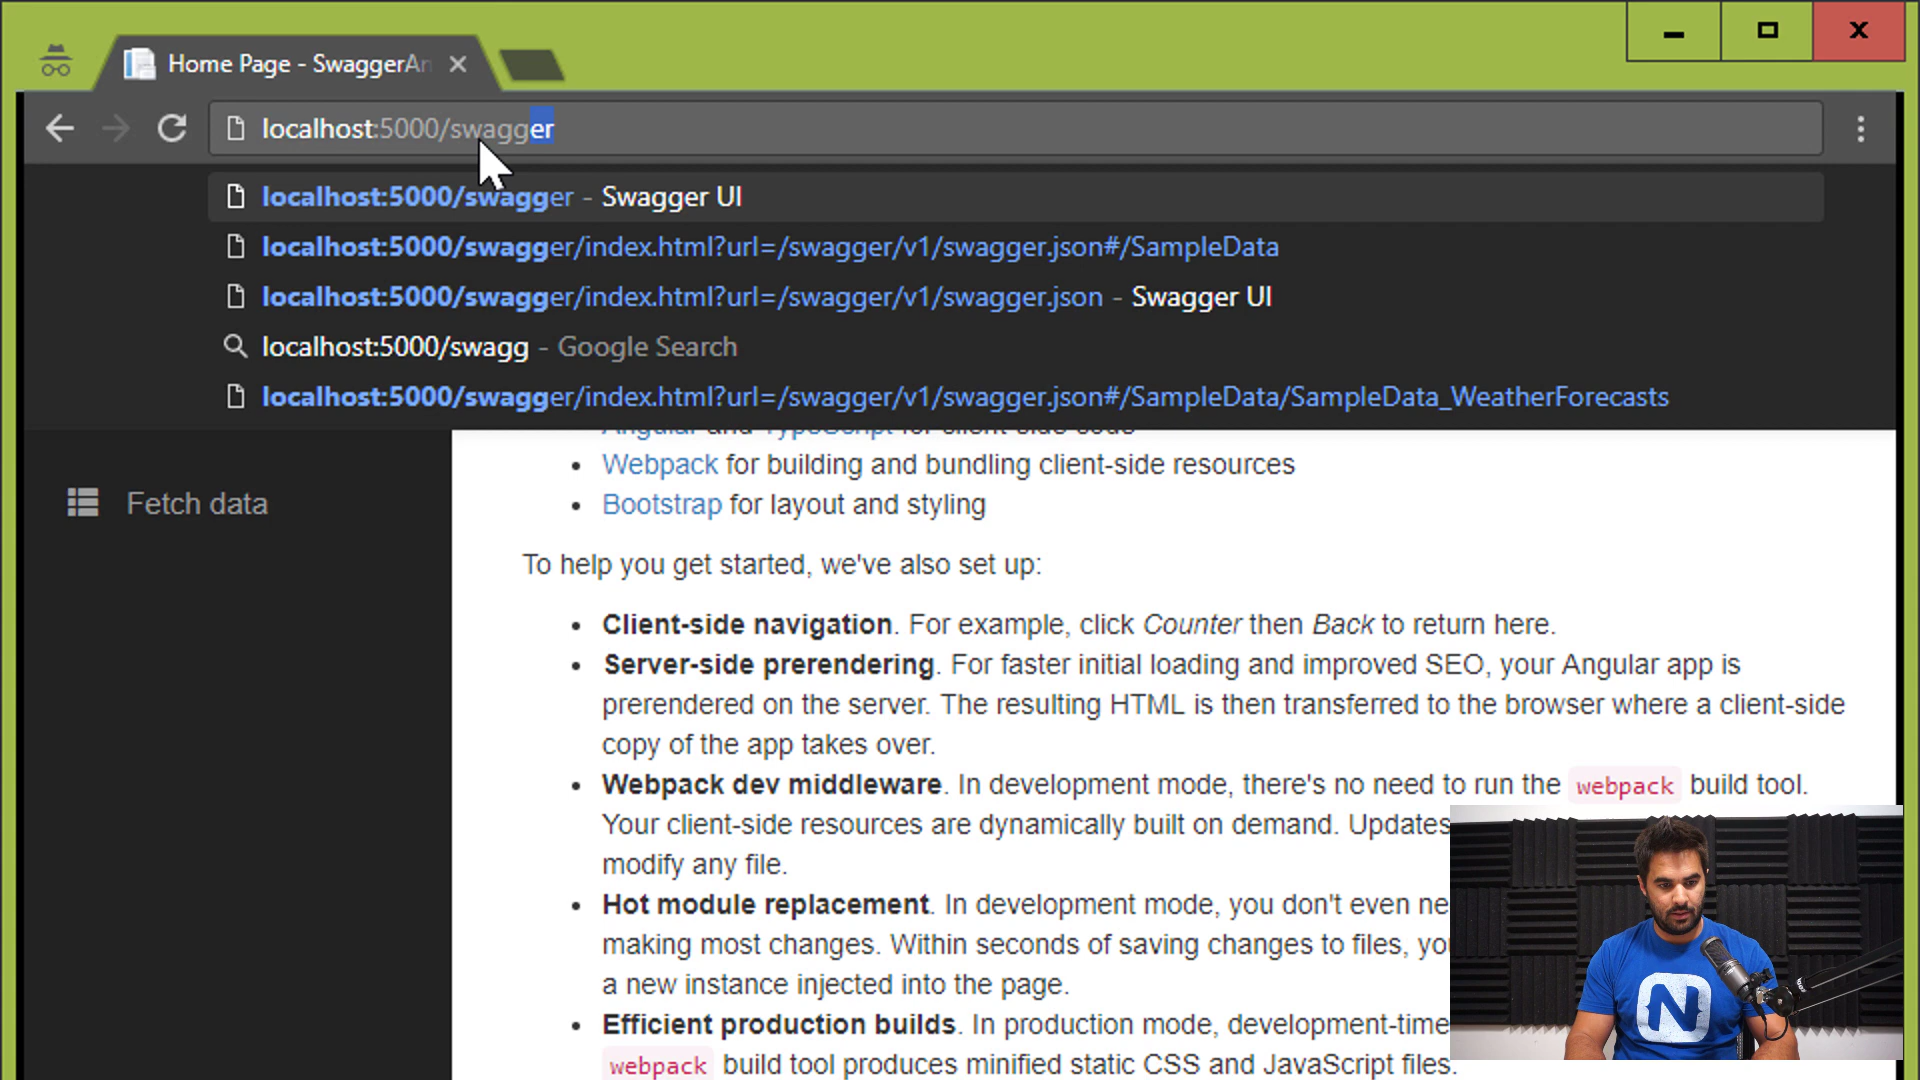 Home Page - SwaggerAn
X
localhost:5000/swagger
localhost:5000/swagger - Swagger UI
localhost:5000/swagger/index.html?url=/swagger/v1/swagger.json#/SampleData
localhost:5000/swagger/index.html?url=/swagger/v1/swagger.json - Swagger UI
localhost:5000/swagg - Google Search
localhost:5000/swagger/index.html?url=/swagger/v1/swagger.json#/SampleData/SampleData_WeatherForecasts
Angular and TypeScript for client-side code
• Webpack for building and bundling client-side resources
Fetch data
• Bootstrap for layout and styling
To help you get started, we've also set up:
• Client-side navigation. For example, click Counter then Back to return here.
• Server-side prerendering. For faster initial loading and improved SEO, your Angular app is
prerendered on the server. The resulting HTML is then transferred to the browser where a client-side
copy of the app takes over.
• Webpack dev middleware. In development mode, there's no need to run the webpack build tool.
Your client-side resources are dynamically built on demand. Updates
modify any file.
• Hot module replacement. In development mode, you don't even ne
making most changes. Within seconds of saving changes to files, yo
a new instance injected into the page.
• Efficient production builds. In production mode, development-time
webpack build tool produces minified static CSS and JavaScript files.
N